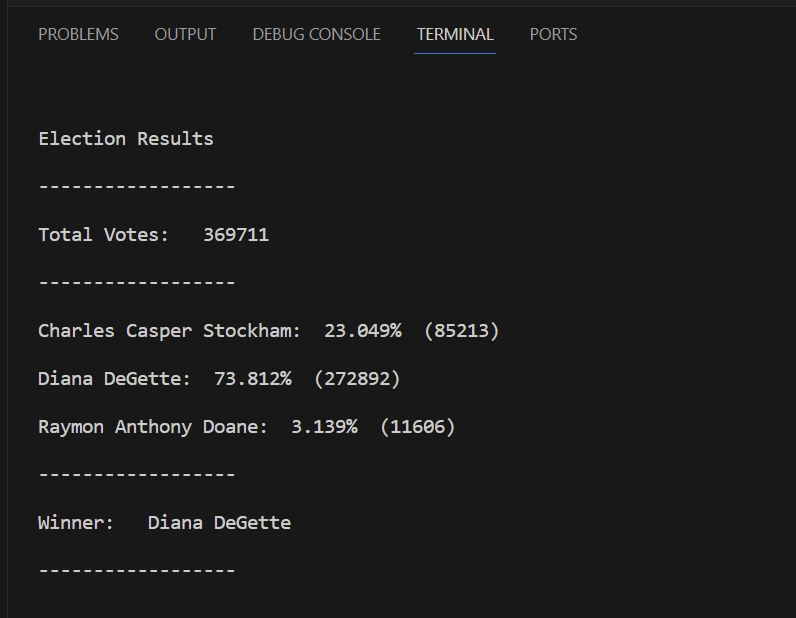 PROBLEMS OUTPUT DEBUG CONSOLE TERMINAL PORTS
Election Results
------------------
Total Votes:   369711
------------------
Charles Casper Stockham:  23.049%  (85213)
Diana DeGette:  73.812%  (272892)
Raymon Anthony Doane:  3.139%  (11606)
------------------
Winner:   Diana DeGette
------------------